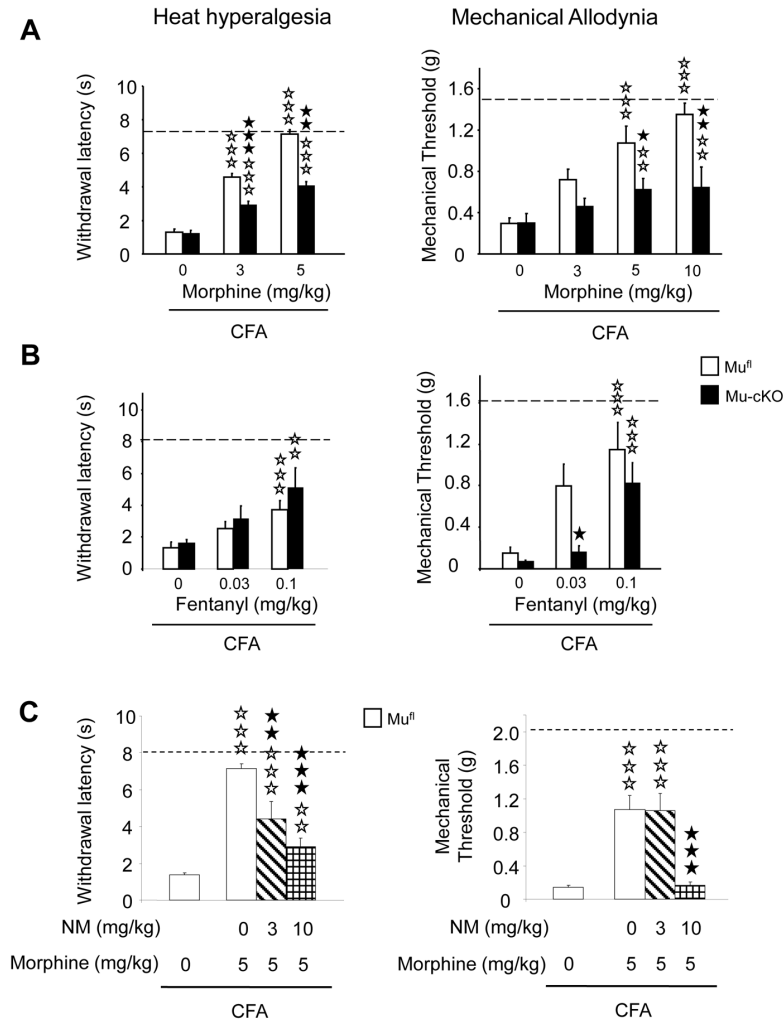 Heat hyperalgesia
Mechanical Allodynia
A
Withdrawal latency (s)
10
8
6
4
2
0
0 3 5
Morphine (mg/kg)
CFA
Mechanical Threshold (g)
1.6
1.2
0.8
0.4
0
0 3 5 10
Morphine (mg/kg)
CFA
B
Withdrawal latency (s)
10
8
6
4
2
0
0 0.03 0.1
Fentanyl (mg/kg)
CFA
Mechanical Threshold (g)
1.6
1.2
0.8
0.4
0
0 0.03 0.1
Fentanyl (mg/kg)
CFA
Mu^fl
Mu-cKO
C
Withdrawal latency (s)
10
8
6
4
2
0
Mu^fl
NM (mg/kg) 0 3 10
Morphine (mg/kg) 0 5 5 5
CFA
Mechanical
Threshold (g)
2.0
1.6
1.2
0.8
0.4
0
NM (mg/kg) 0 3 10
Morphine (mg/kg) 0 5 5 5
CFA